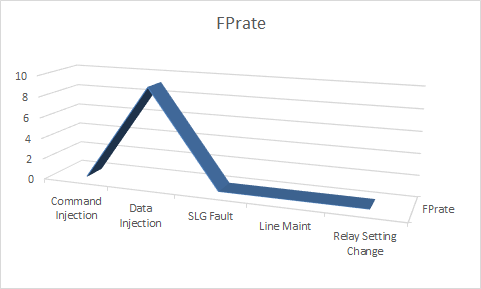 FPrate
10
8
6
4
2
0
Command
Injection
Data
Injection
SLG Fault
Line Maint
Relay Setting
Change
FPrate